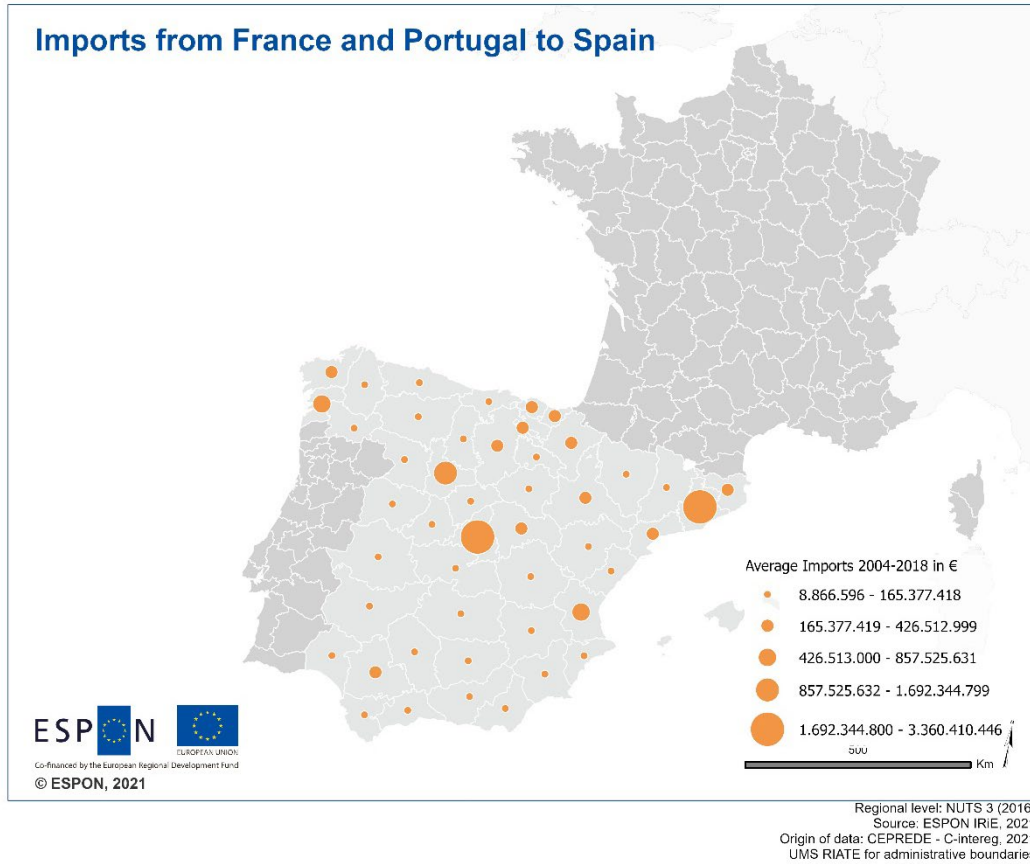 Imports from France and Portugal to Spain
Average Imports 2004-2018 in €
8.866.596 - 165.377.418
165.377.419 - 426.512.999
426.513.000 - 857.525.631
857.525.632 - 1.692.344.799
1.692.344.800 - 3.360.410.446
500
Km
ESPON
EUROPEAN UNION
Co-financed by the European Regional Development Fund
© ESPON, 2021
Regional level: NUTS 3 (2016
Source: ESPON IRiE, 202
Origin of data: CEPREDE - C-intereg, 202
UMS RIATE for administrative boundarie